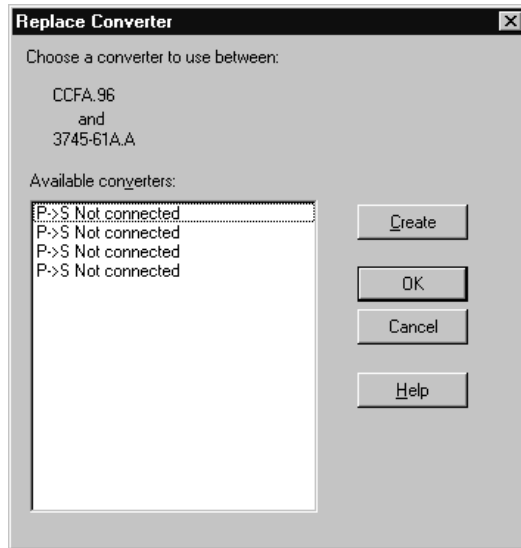 Replace Converter
Choose a converter to use between:
CCFA.96
and
3745-61A.A
Available converters:
P->S Not connected
P->S Not connected
P->S Not connected
P->S Not connected
Create
OK
Cancel
Help